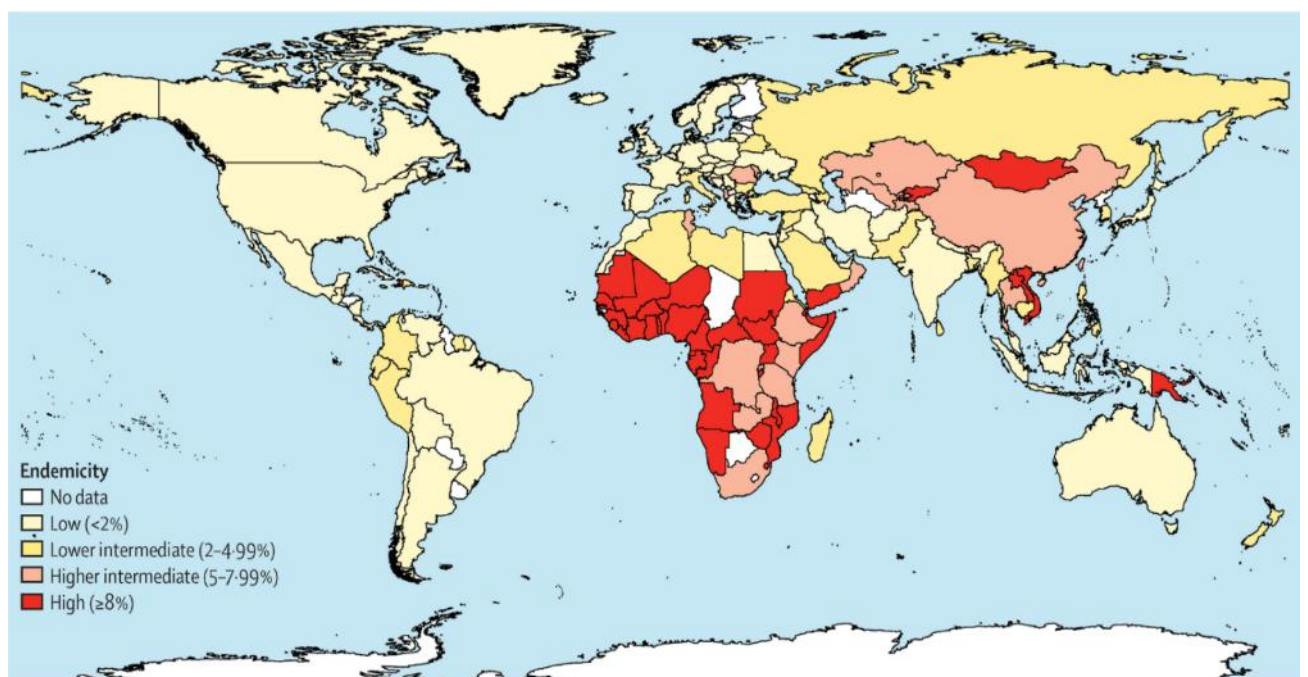 Endemicity
No data
Low (<2%)
Lower intermediate (2–4·99%)
Higher intermediate (5–7·99%)
High (≥8%)